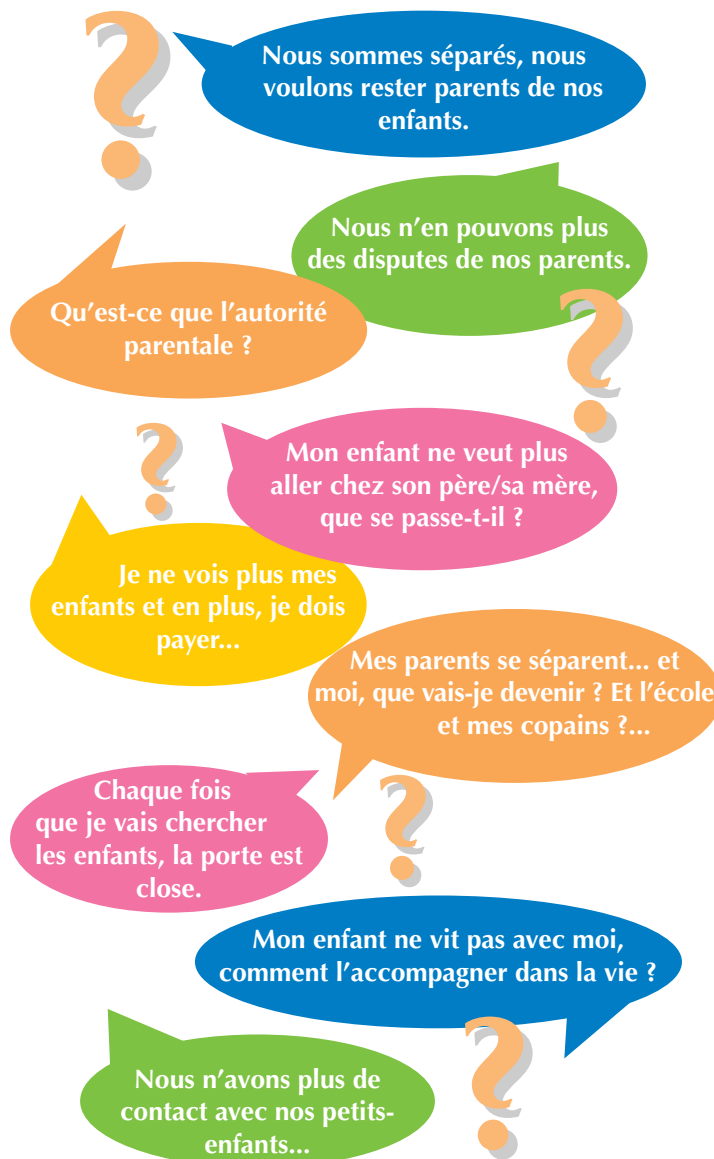 ?
Nous sommes séparés, nous
voulons rester parents de nos
enfants.
Nous n'en pouvons plus
des disputes de nos parents.
Qu'est-ce que l'autorité
parentale ?
?
Mon enfant ne veut plus
aller chez son père/sa mère,
que se passe-t-il ?
?
Je ne vois plus mes
enfants et en plus, je dois
payer...
Mes parents se séparent... et
moi, que vais-je devenir ? Et l'école
et mes copains ?...
Chaque fois
que je vais chercher
les enfants, la porte est
close.
?
Mon enfant ne vit pas avec moi,
comment l'accompagner dans la vie ?
?
Nous n'avons plus de
contact avec nos petits-
enfants...